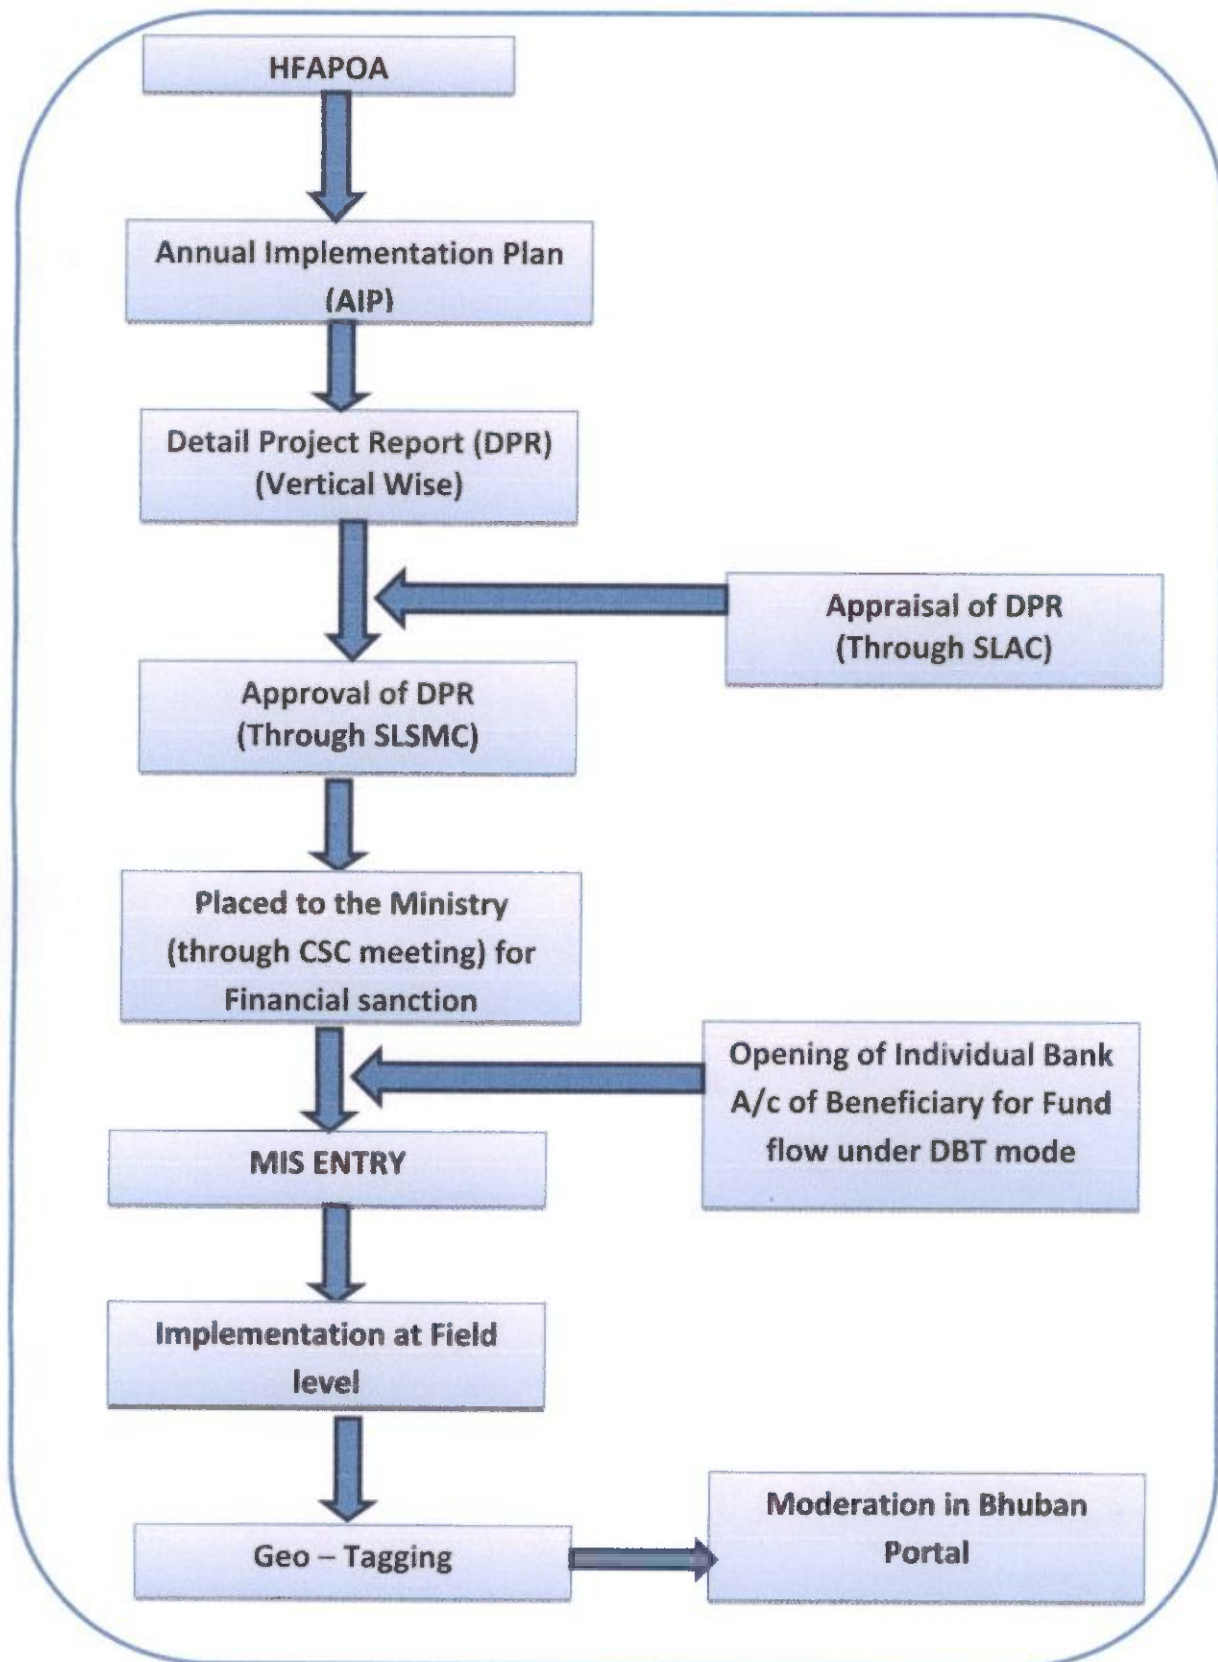 HFAPOA
Annual Implementation Plan
(AIP)
Detail Project Report (DPR)
(Vertical Wise)
Appraisal of DPR
(Through SLAC)
Approval of DPR
(Through SLSMC)
Placed to the Ministry
(through CSC meeting) for
Financial sanction
Opening of Individual Bank
A/c of Beneficiary for Fund
flow under DBT mode
MIS ENTRY
Implementation at Field
level
Geo – Tagging
Moderation in Bhuban
Portal